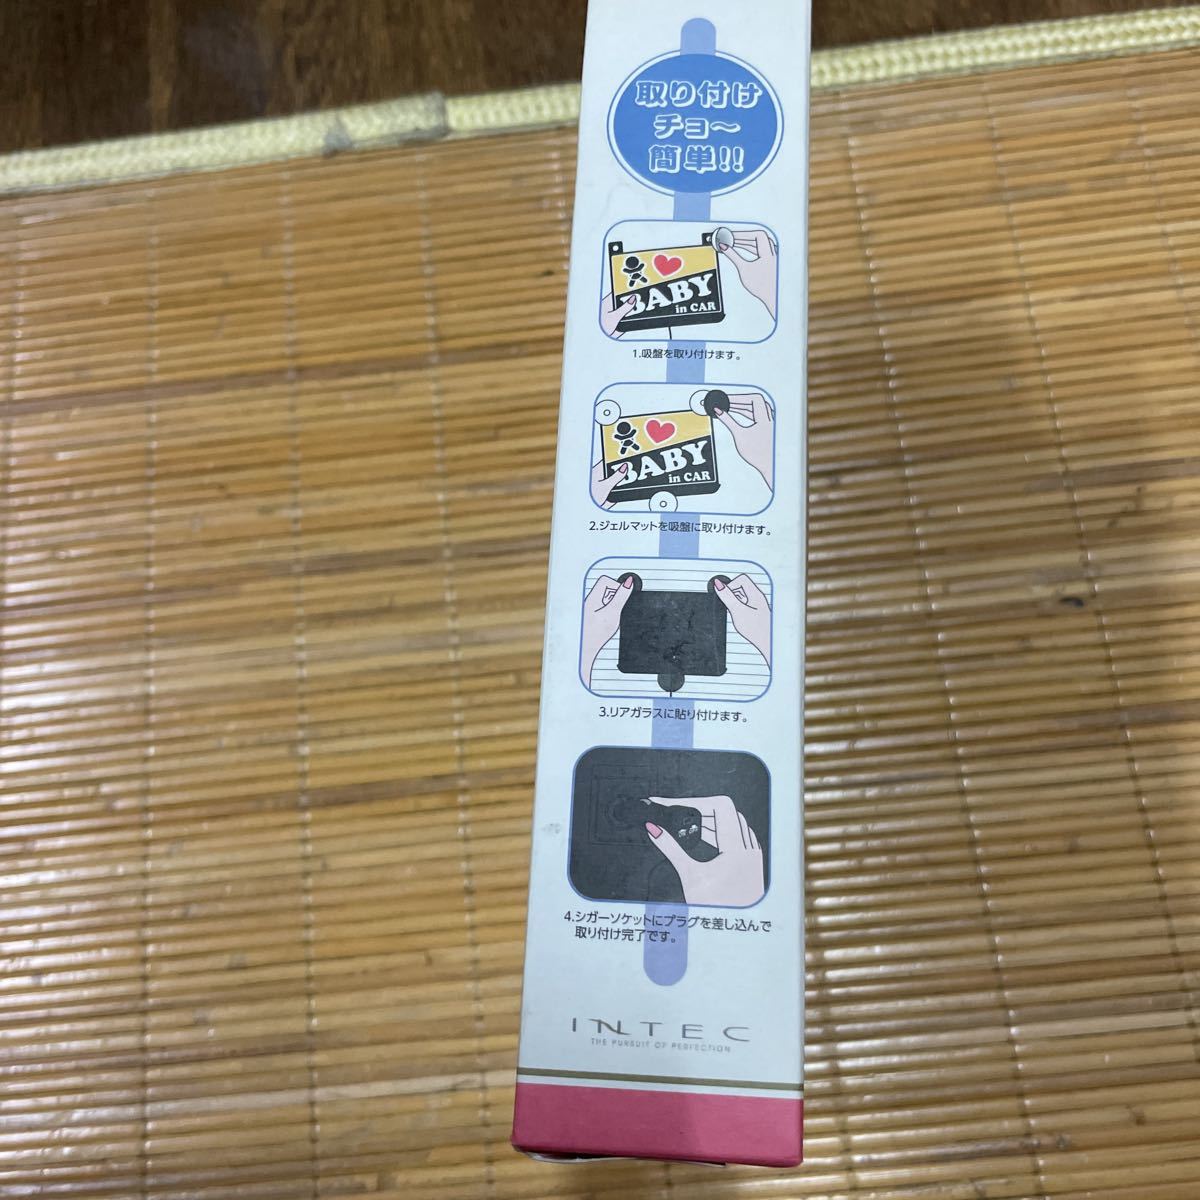 取り付け
チョ～
簡単!!
BABY
in CAR
1.吸盤を取り付けます。
BABY
in CAR
2.ジェルマットを吸盤に取り付けます。
3.リアガラスに貼り付けます。
4.シガーソケットにプラグを差し込んで
取り付け完了です。
INTEC
THE PURSUIT OF PERFECTION